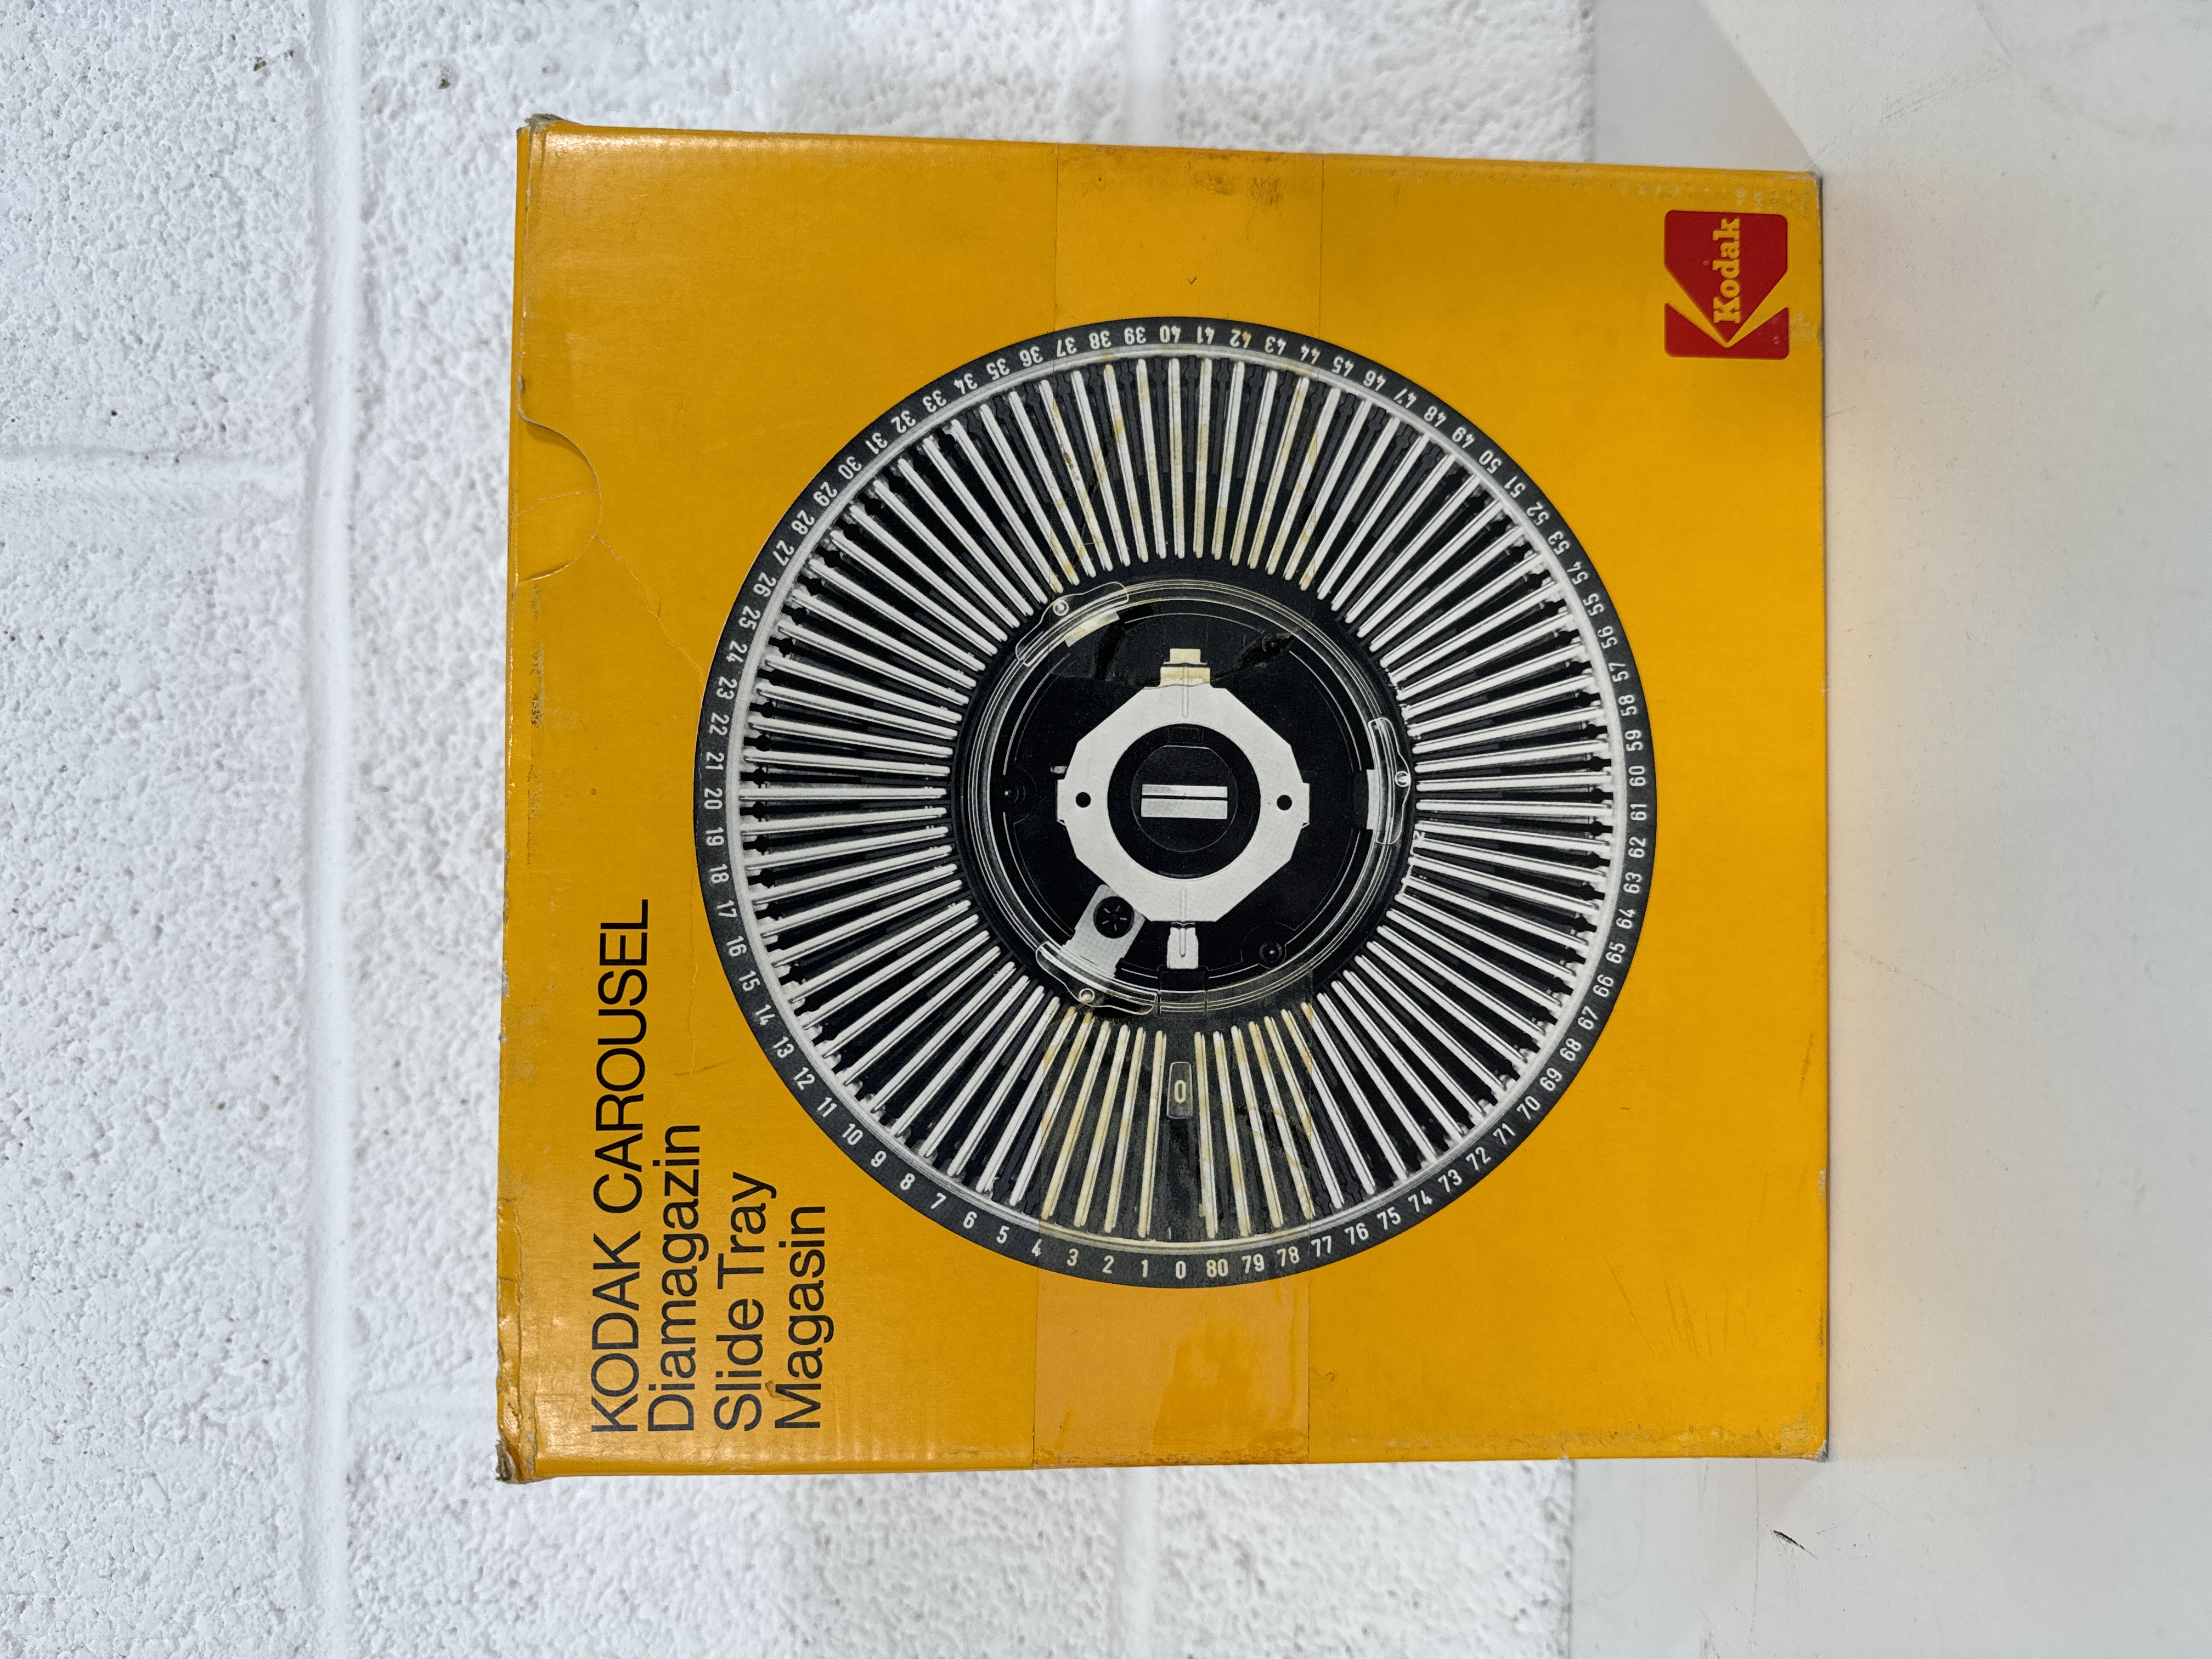 KODAK CAROUSEL
Diamagazin
Slide Tray
Magasin
0 1 2 3 4 5 6 7 8 9 10 11 12 13 14 15 16 17 18 19 20 21 22 23 24 25 26 27 28 29 30 31 32 33 34 35 36 37 38 39 40 41 42 43 44 45 46 47 48 49 50 51 52 53 54 55 56 57 58 59 60 61 62 63 64 65 66 67 68 69 70 71 72 73 74 75 76 77 78 79 80
0
Kodak